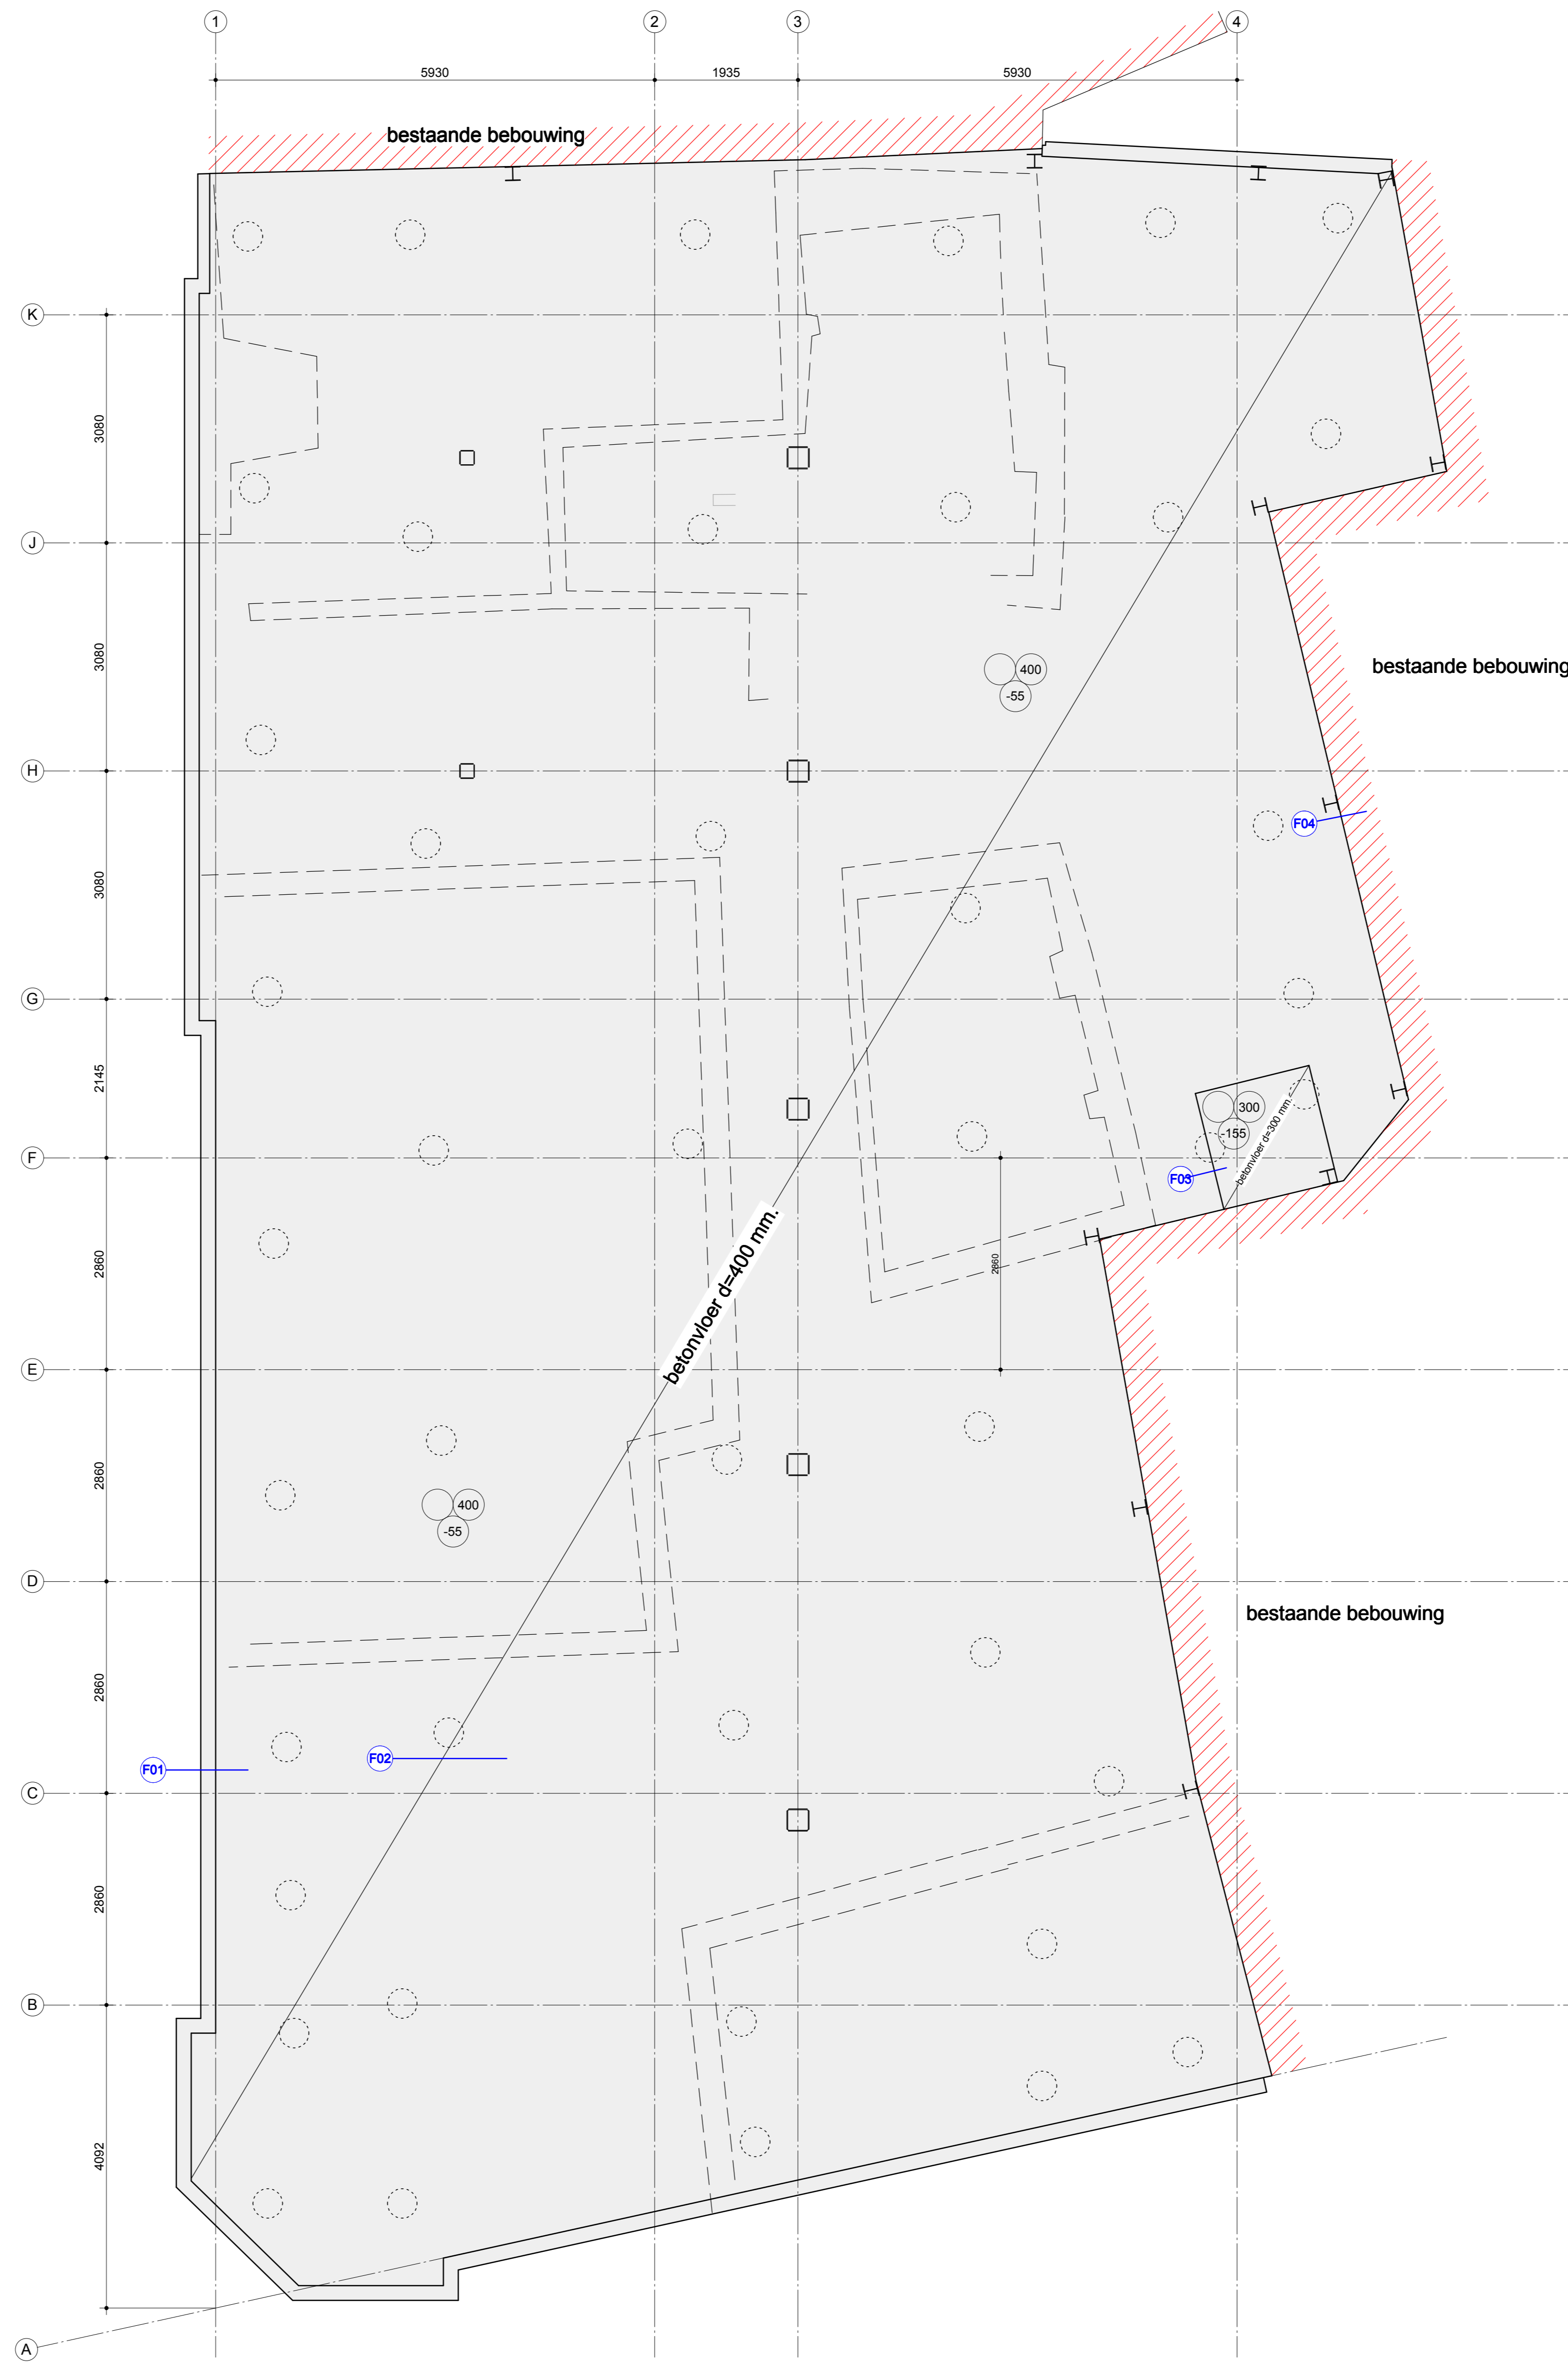 1
2
3
4
5930
1935
5930
bestaande bebouwing
K
3080
J
3080
400
-55
bestaande bebouwing
H
F04
3080
G
2145
300
-155
betonvloer d=300 mm.
F
F03
2860
2860
betonvloer d=400 mm.
E
2860
400
-55
D
bestaande bebouwing
2860
F01
F02
C
2860
B
4092
A